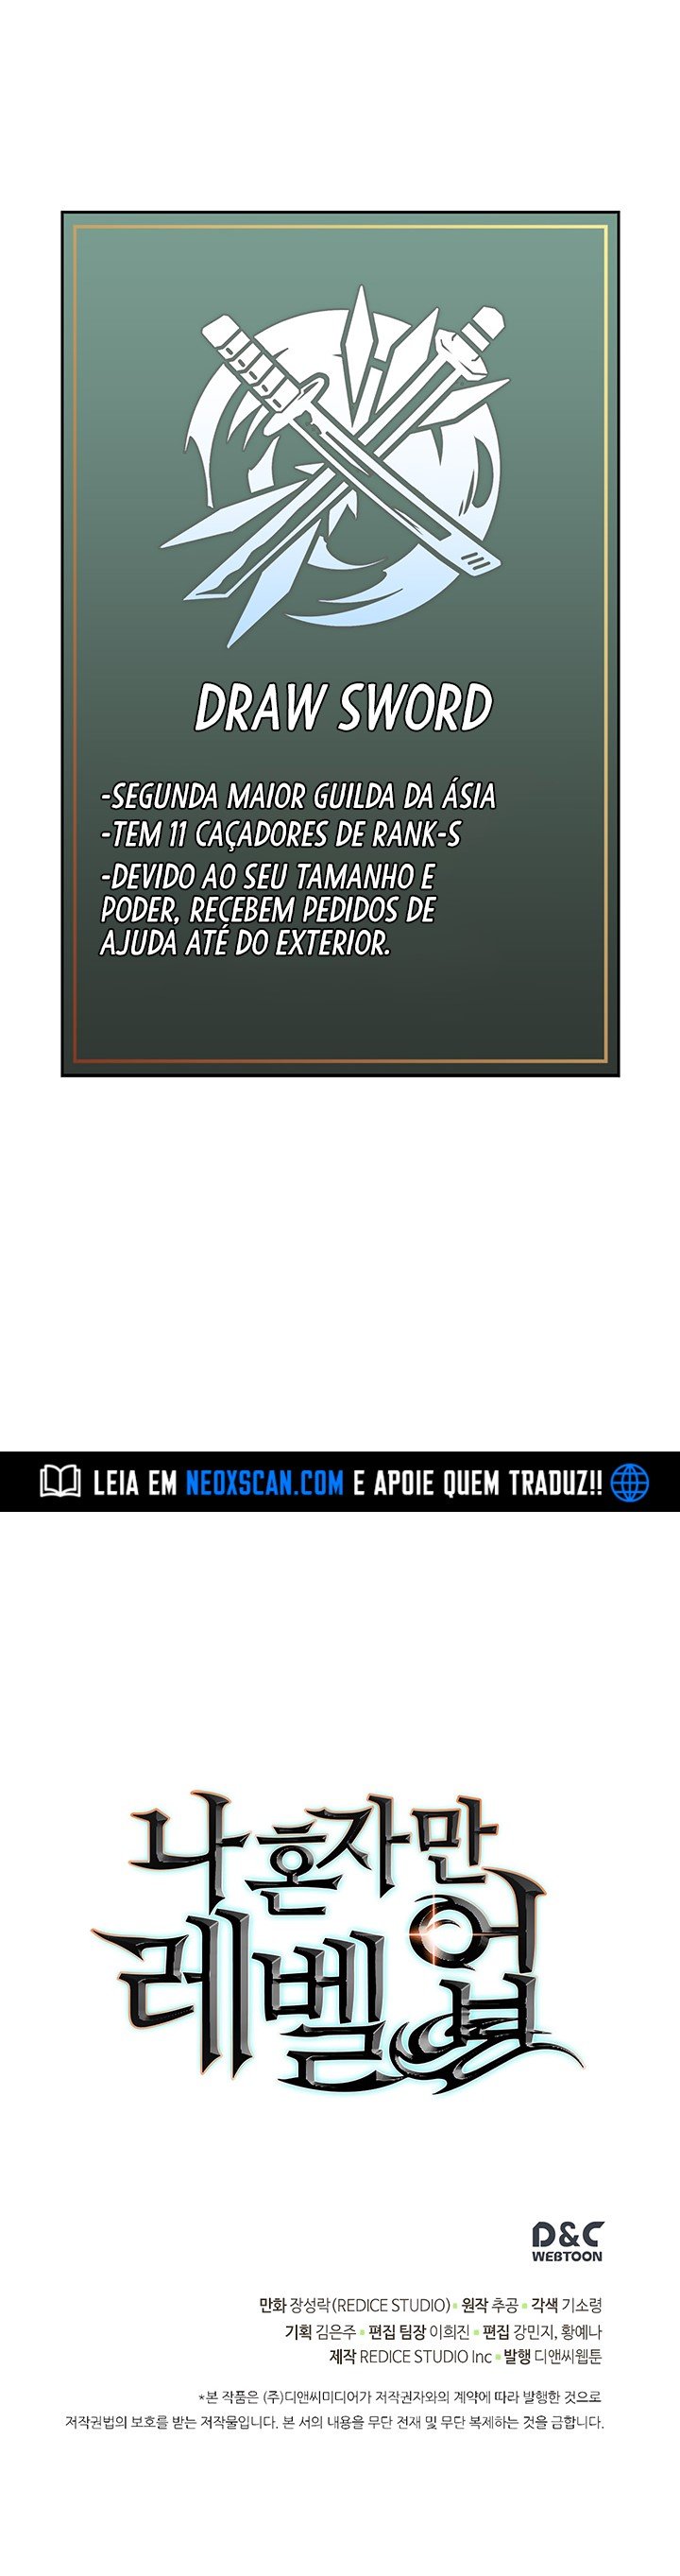 DRAW SWORD
-SEGUNDA MAIOR GUILDA DA ÁSIA
-TEM 11 CAÇADORES DE RANK-S
-DEVIDO AO SEU TAMANHO E
PODER, RECEBEM PEDIDOS DE
AJUDA ATÉ DO EXTERIOR.
LEIA EM NEOXSCAN.COM E APOIE QUEM TRADUZ!!
나 혼자만
레벨업
D&C
WEBTOON
만화 장성락(REDICE STUDIO) • 원작 추공 • 각색 기소령
기획 김은주 • 편집 팀장 이희진 • 편집 강민지, 황예나
제작 REDICE STUDIO Inc • 발행 디앤씨웹툰
*본 작품은 (주)디앤씨미디어가 저작권자와의 계약에 따라 발행한 것으로
저작권법의 보호를 받는 저작물입니다. 본 서의 내용을 무단 전재 및 무단 복제하는 것을 금합니다.